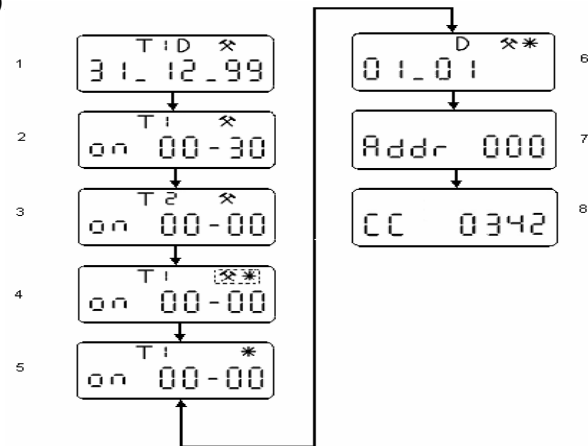 )
1
T1D
31_12_99
2
T1
on 00-30
3
T2
on 00-00
4
T1
on 00-00
5
T1
on 00-00
6
D
01_01
7
Addr 000
8
CC 0342